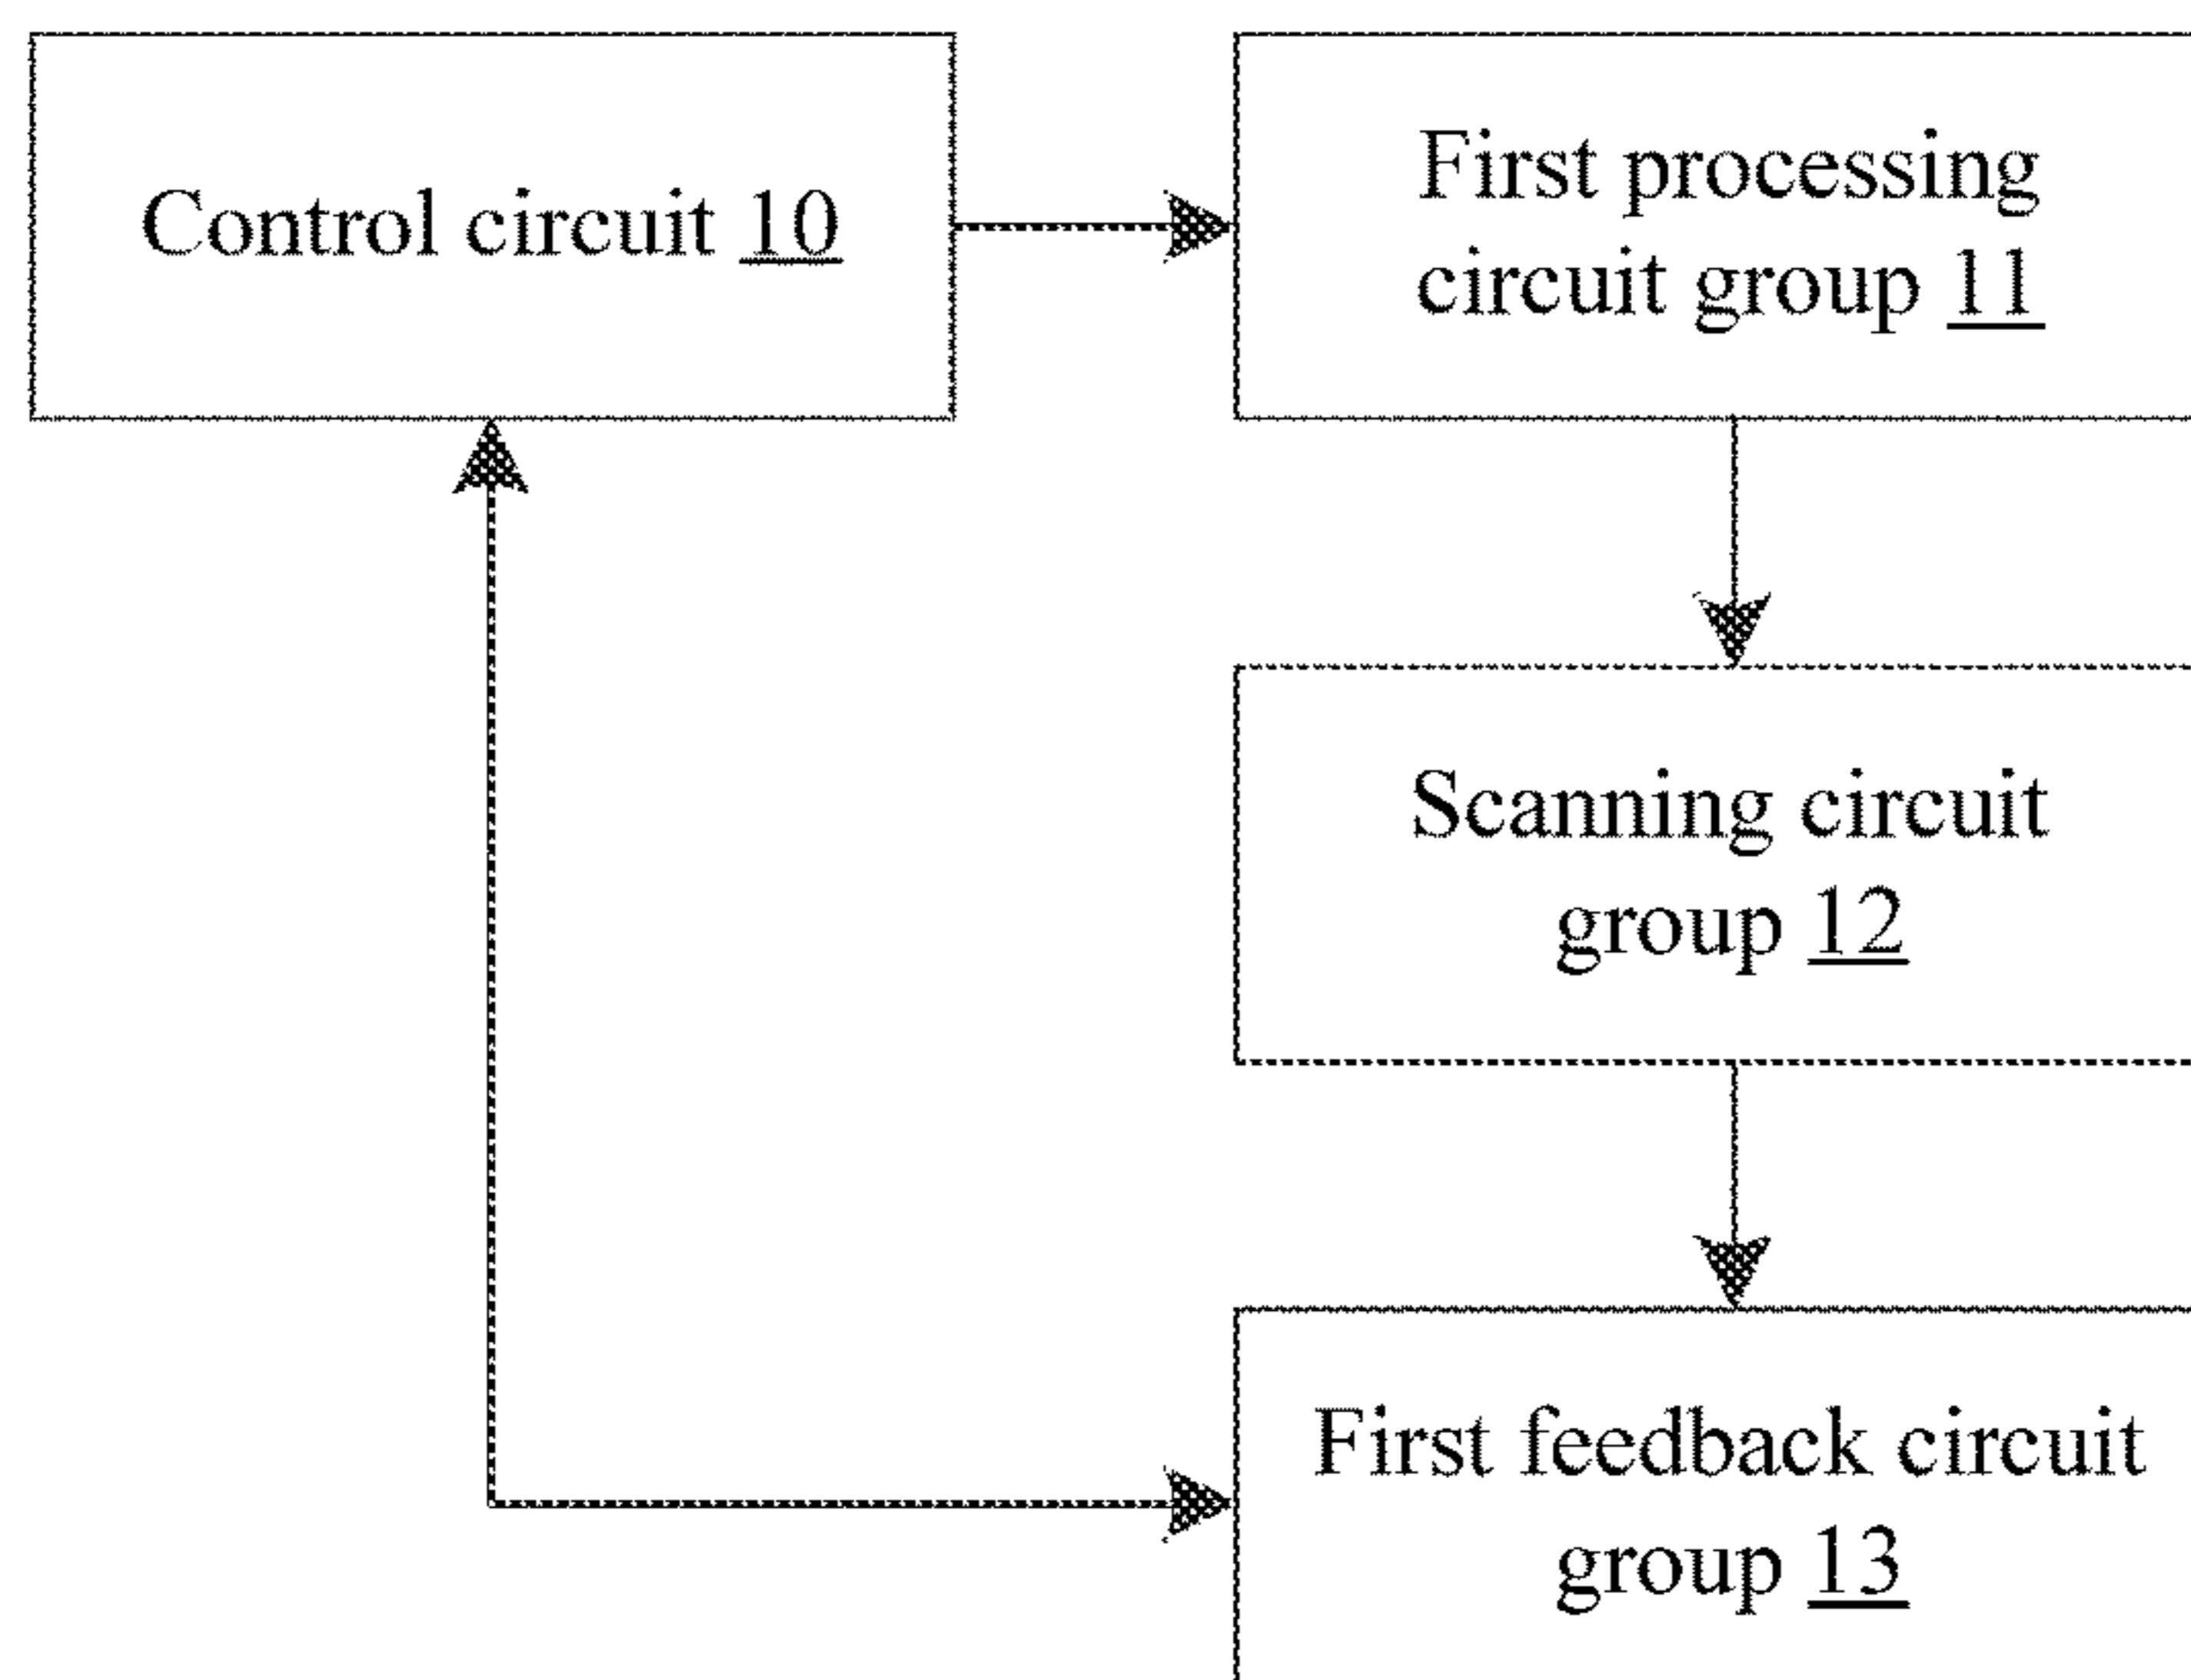 Control circuit 10
First processing
circuit group 11
Scanning circuit
group 12
First feedback circuit
group 13